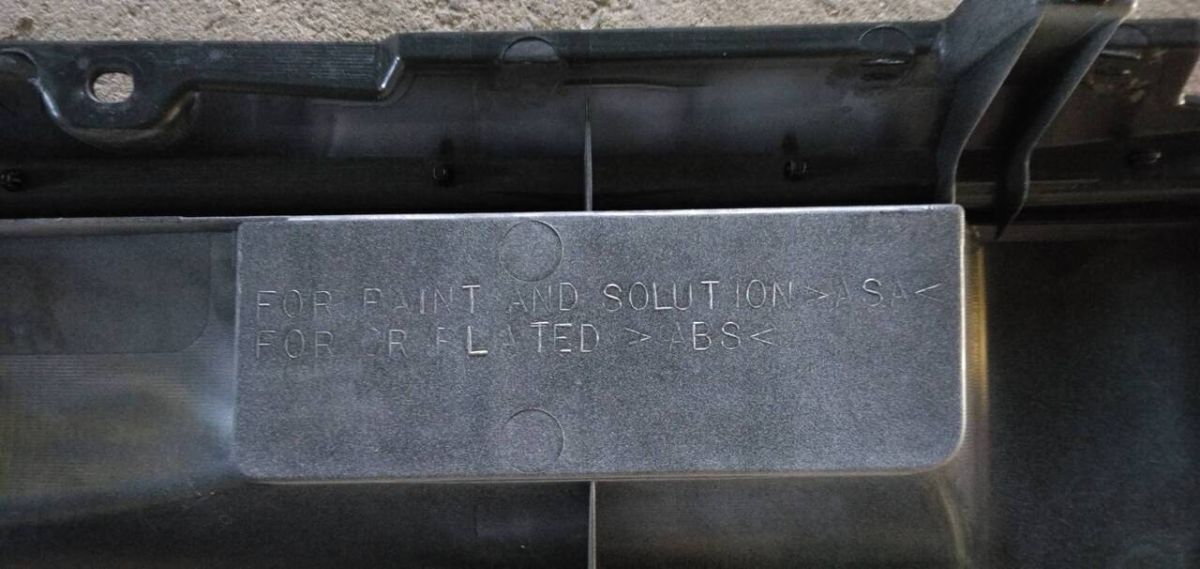 FOR PAINT AND SOLUTION >ASA<
FOR CR PLATED >ABS<